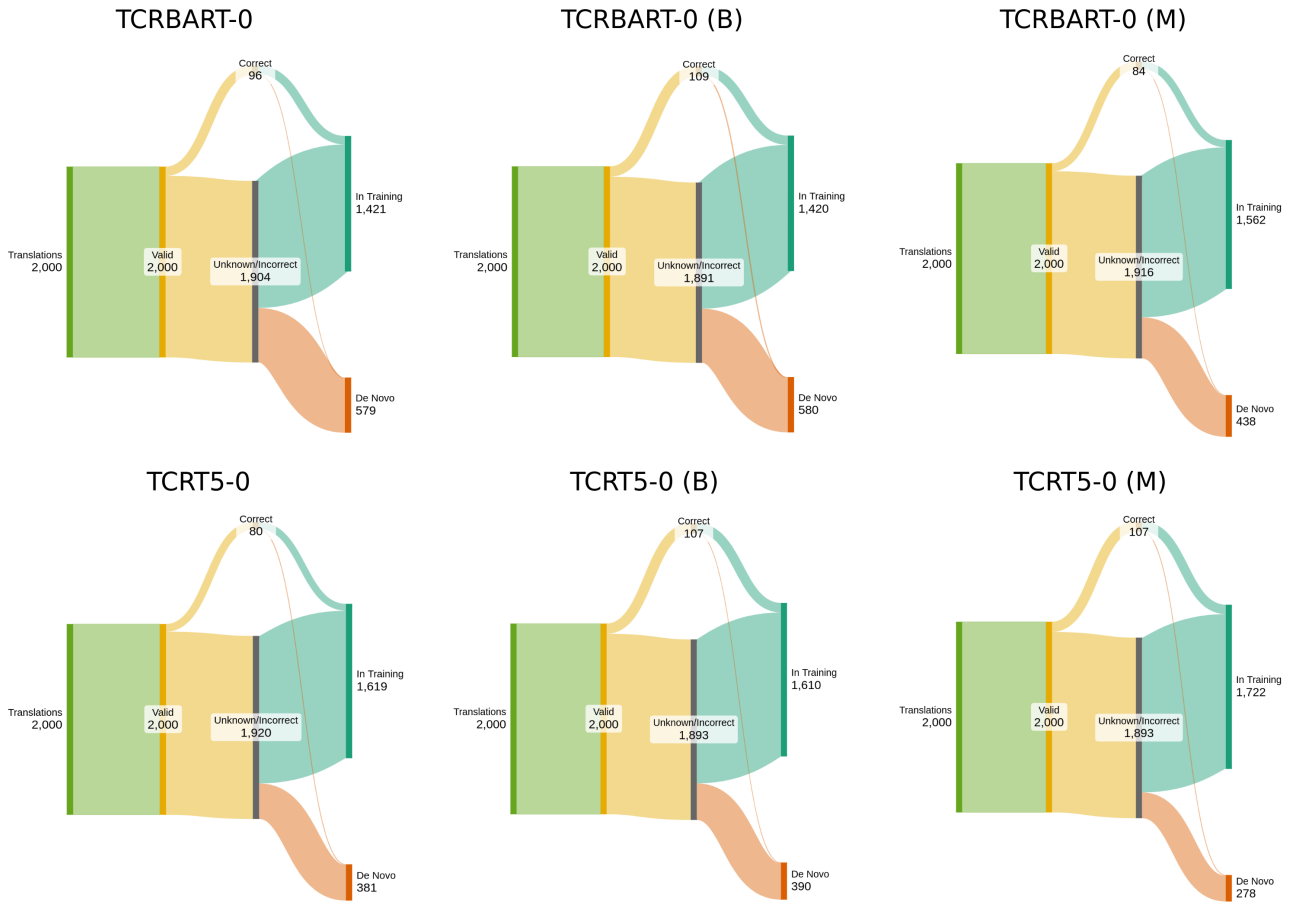 TCRBART-0
Correct
96
In Training
1,421
Translations
2,000
Valid
2,000
Unknown/Incorrect
1,904
De Novo
579
TCRBART-0 (B)
Correct
109
In Training
1,420
Translations
2,000
Valid
2,000
Unknown/Incorrect
1,891
De Novo
580
TCRBART-0 (M)
Correct
84
In Training
1,562
Translations
2,000
Valid
2,000
Unknown/Incorrect
1,916
De Novo
438
TCRT5-0
Correct
80
In Training
1,619
Translations
2,000
Valid
2,000
Unknown/Incorrect
1,920
De Novo
381
TCRT5-0 (B)
Correct
107
In Training
1,610
Translations
2,000
Valid
2,000
Unknown/Incorrect
1,893
De Novo
390
TCRT5-0 (M)
Correct
107
In Training
1,722
Translations
2,000
Valid
2,000
Unknown/Incorrect
1,893
De Novo
278